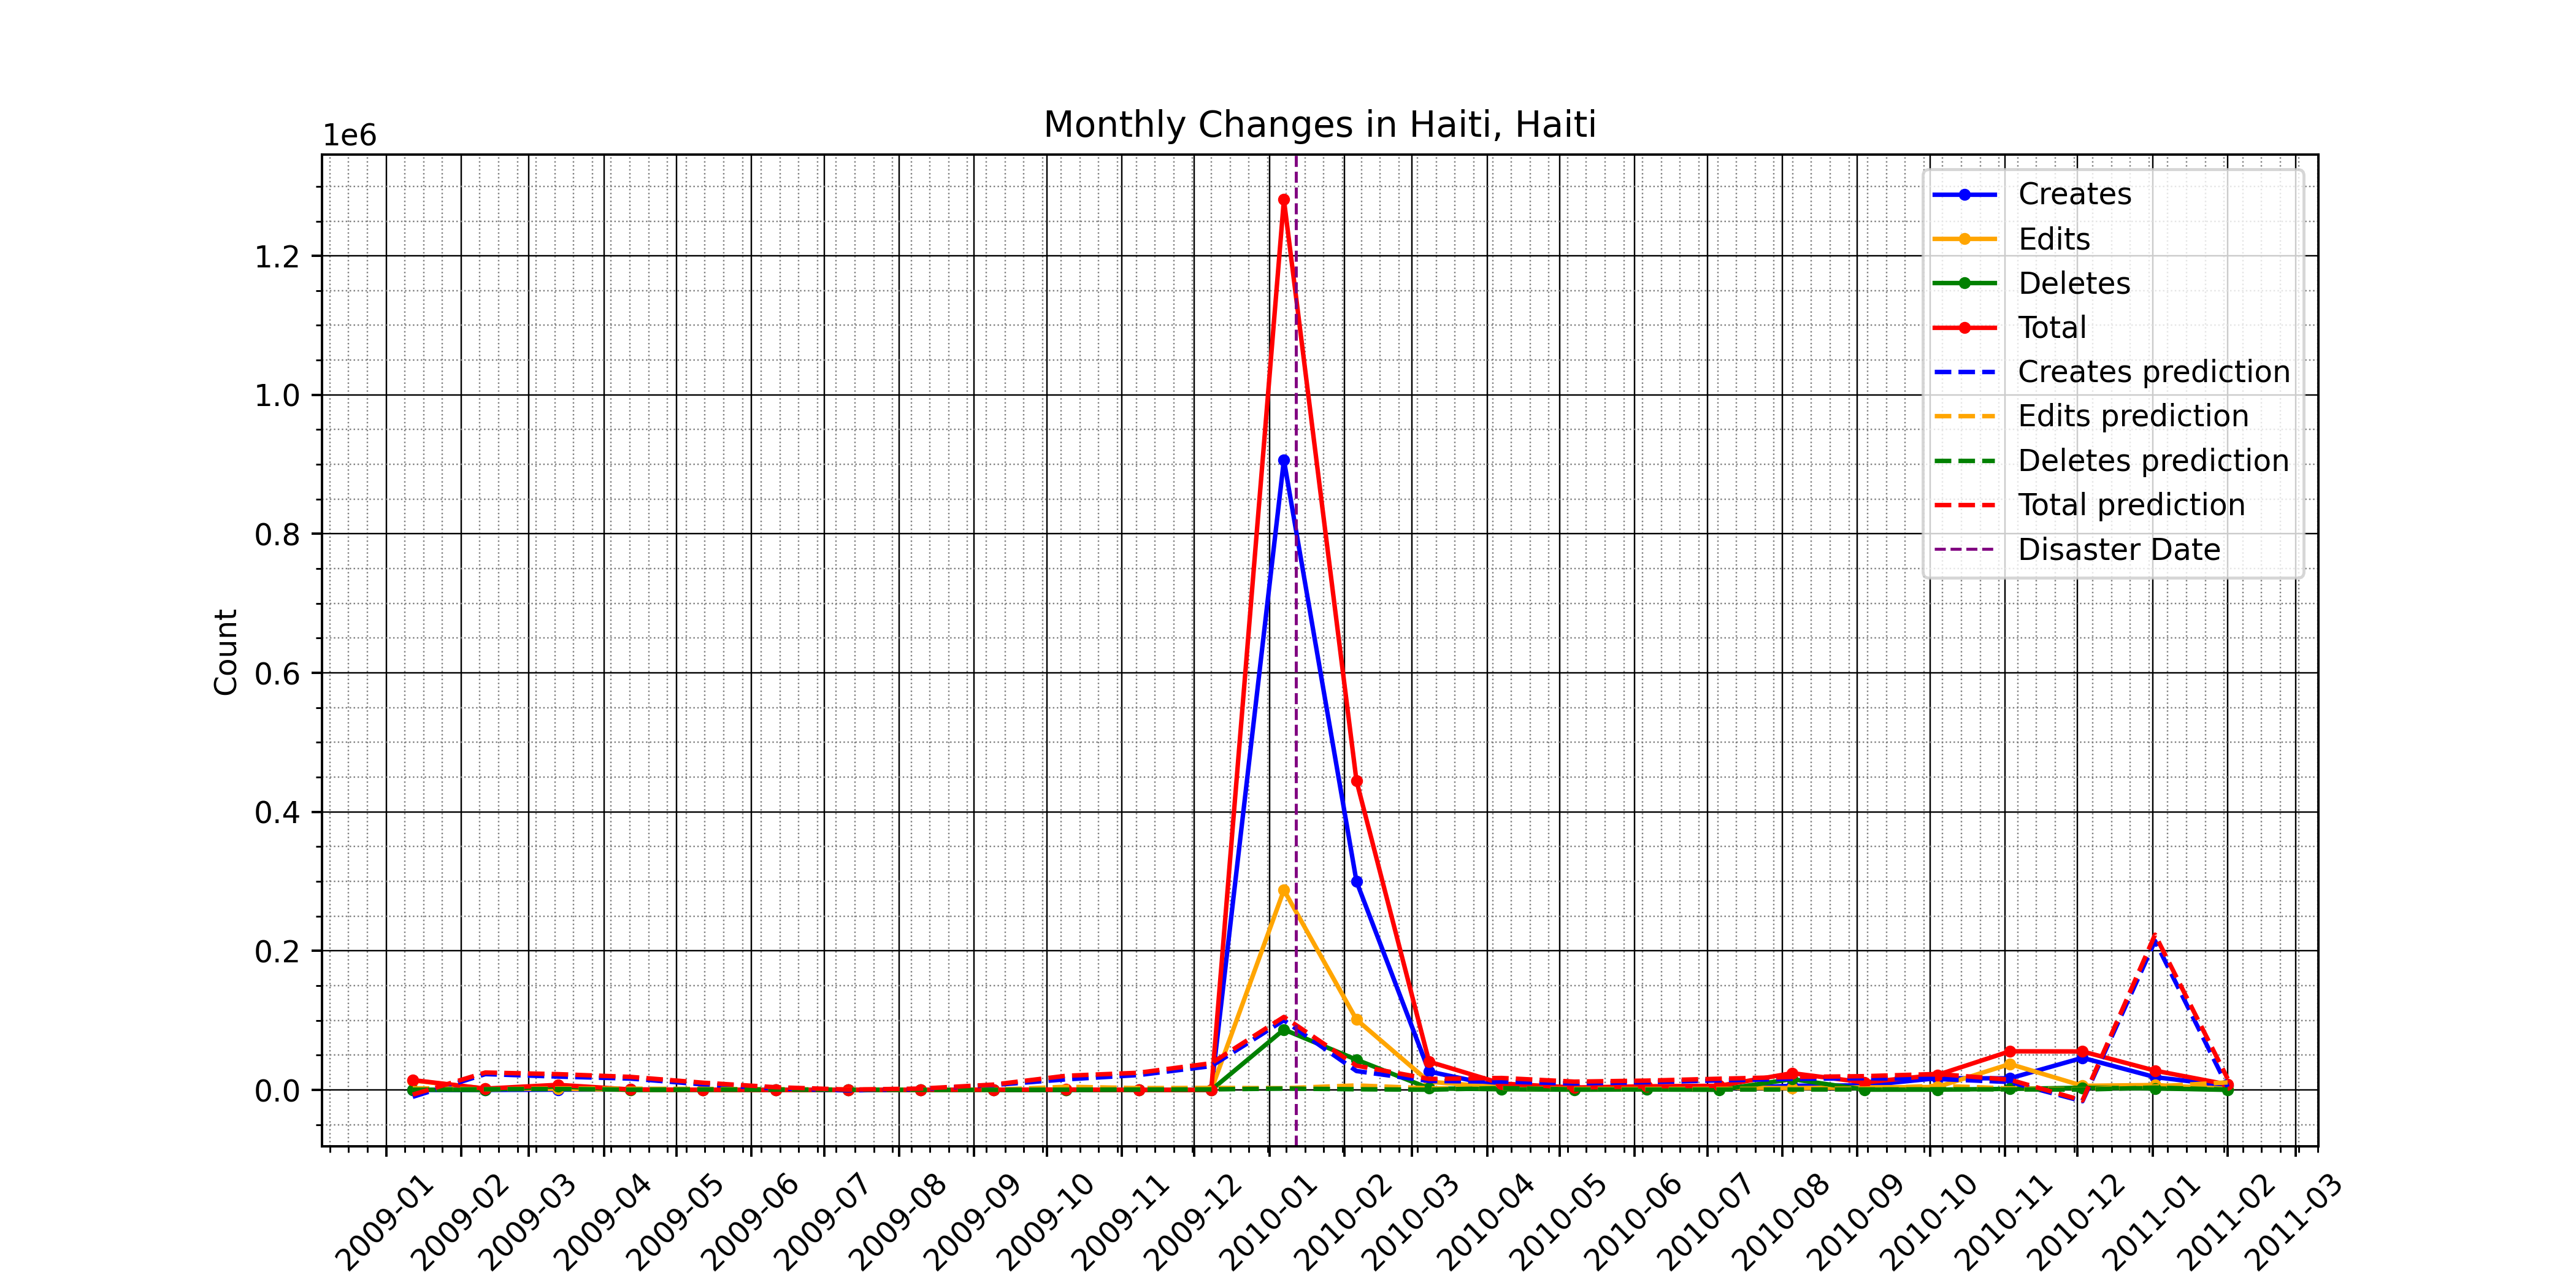 Monthly Changes in Haiti, Haiti
1e6
1.2
1.0
0.8
0.6
0.4
0.2
0.0
Count
Creates
Edits
Deletes
Total
Creates prediction
Edits prediction
Deletes prediction
Total prediction
Disaster Date
2009-01
2009-02
2009-03
2009-04
2009-05
2009-06
2009-07
2009-08
2009-09
2009-10
2009-11
2009-12
2010-01
2010-02
2010-03
2010-04
2010-05
2010-06
2010-07
2010-08
2010-09
2010-10
2010-11
2010-12
2011-01
2011-02
2011-03